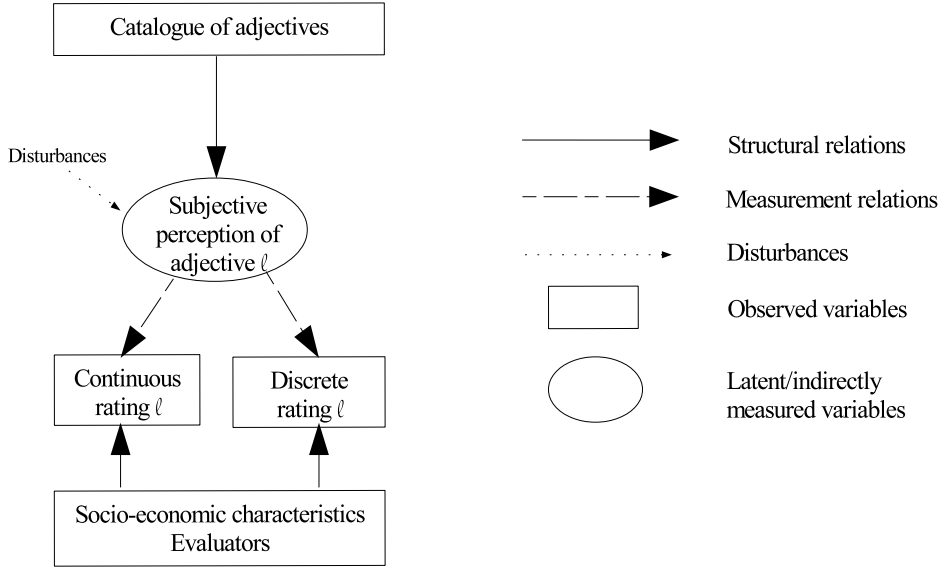 Catalogue of adjectives
Disturbances
Subjective
perception of
adjective ℓ
Continuous
rating ℓ
Discrete
rating ℓ
Socio-economic characteristics
Evaluators
Structural relations
Measurement relations
Disturbances
Observed variables
Latent/indirectly
measured variables